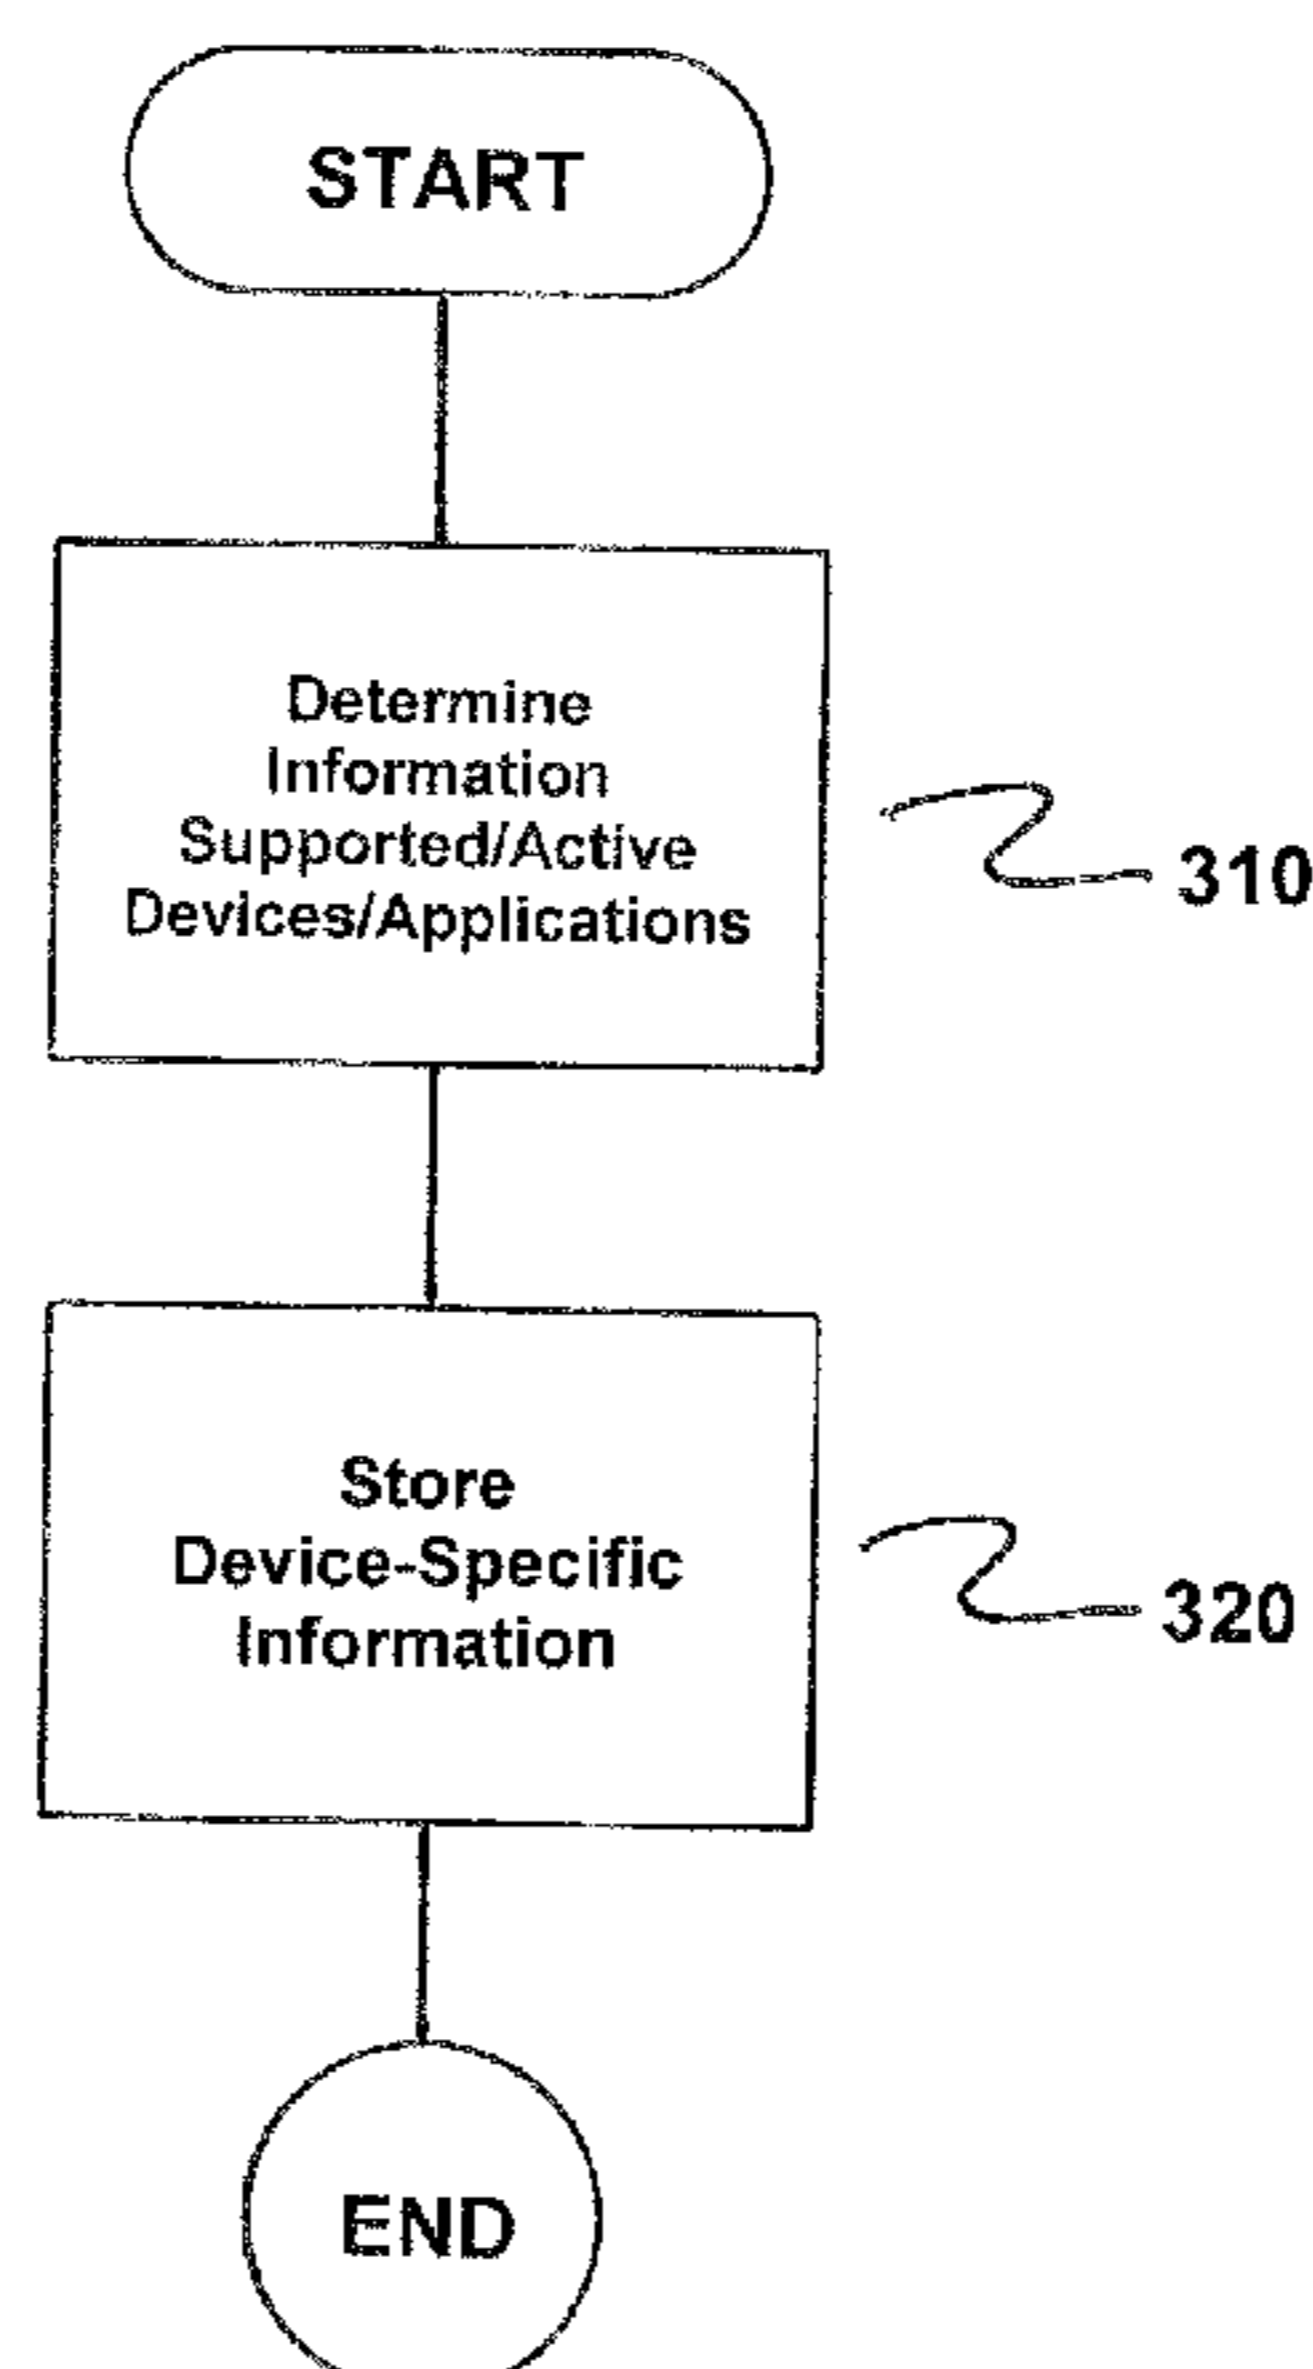 START
Determine
Information
Supported/Active
Devices/Applications
310
Store
Device-Specific
Information
320
END